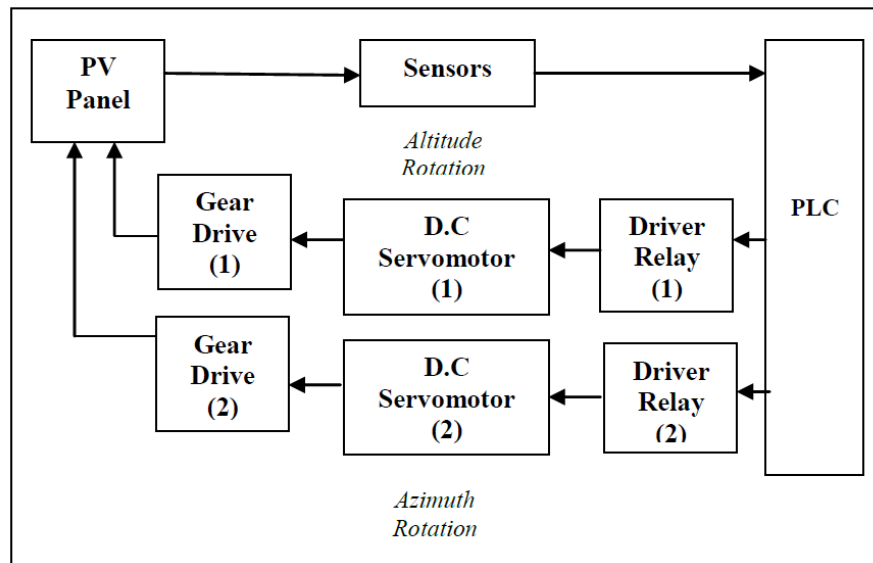 PV
Panel
Sensors
Altitude
Rotation
PLC
Gear
Drive
(1)
D.C
Servomotor
(1)
Driver
Relay
(1)
Gear
Drive
(2)
D.C
Servomotor
(2)
Driver
Relay
(2)
Azimuth
Rotation